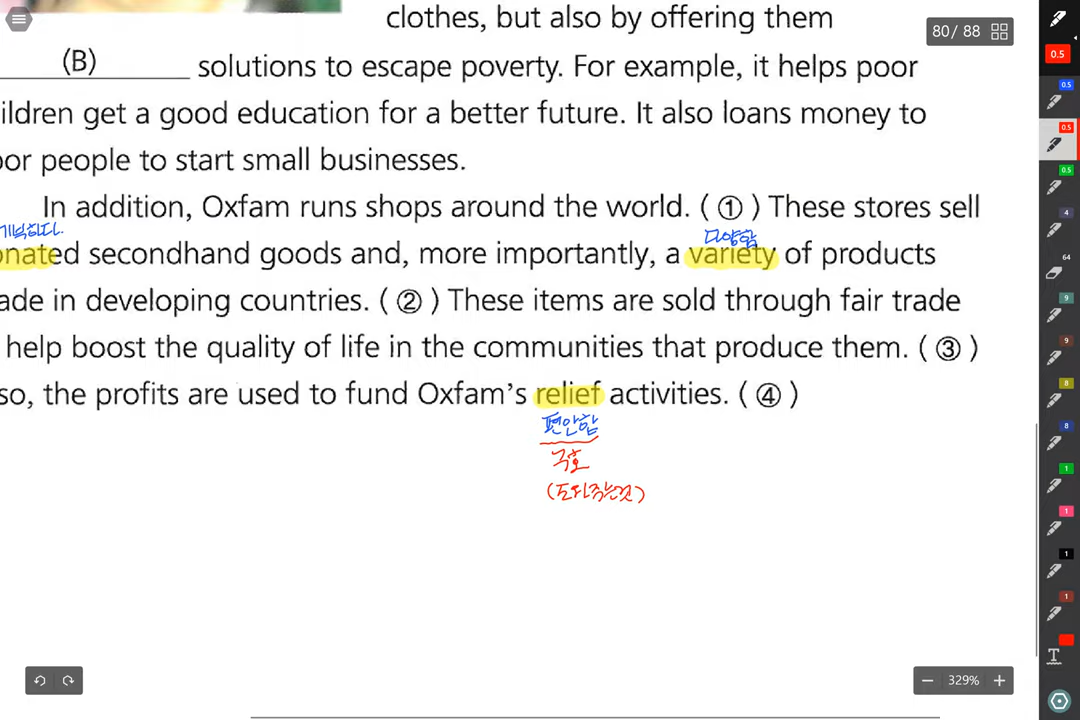 clothes, but also by offering them
80 / 88
(B) solutions to escape poverty. For example, it helps poor
ildren get a good education for a better future. It also loans money to
oor people to start small businesses.
In addition, Oxfam runs shops around the world. ( ① ) These stores sell
다양함
onated secondhand goods and, more importantly, a variety of products
ade in developing countries. ( ② ) These items are sold through fair trade
help boost the quality of life in the communities that produce them. ( ③ )
so, the profits are used to fund Oxfam's relief activities. ( ④ )
편안함
구호
(도와주는것)
329%
0.5
0.5
0.5
0.5
4
64
9
9
8
8
1
1
1
1
T